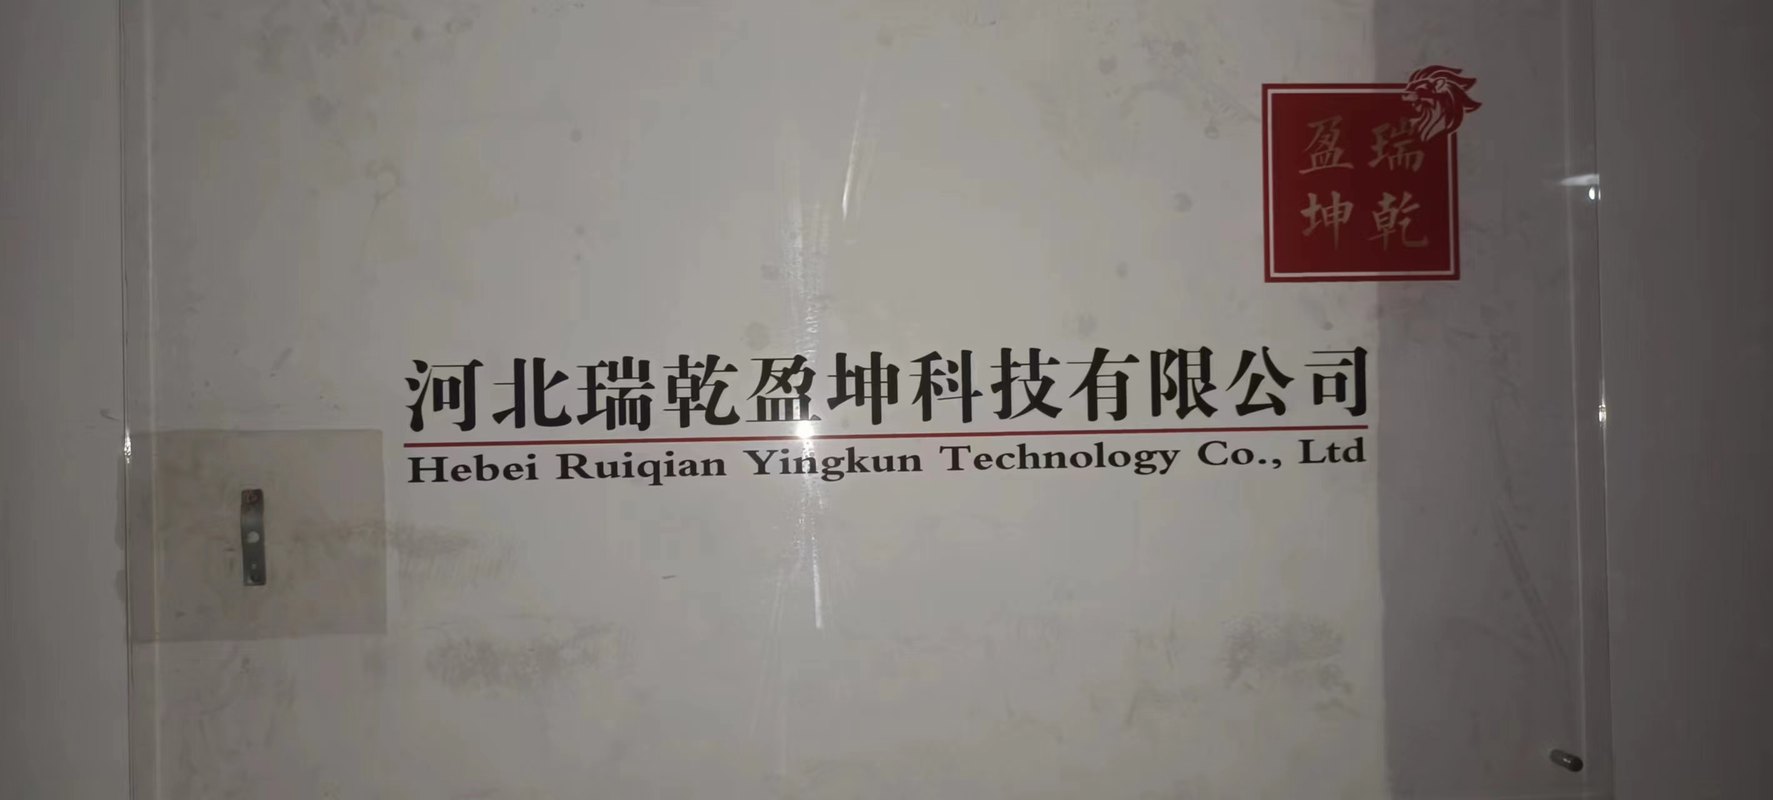 瑞乾
盈坤
河北瑞乾盈坤科技有限公司
Hebei Ruiqian Yingkun Technology Co., Ltd